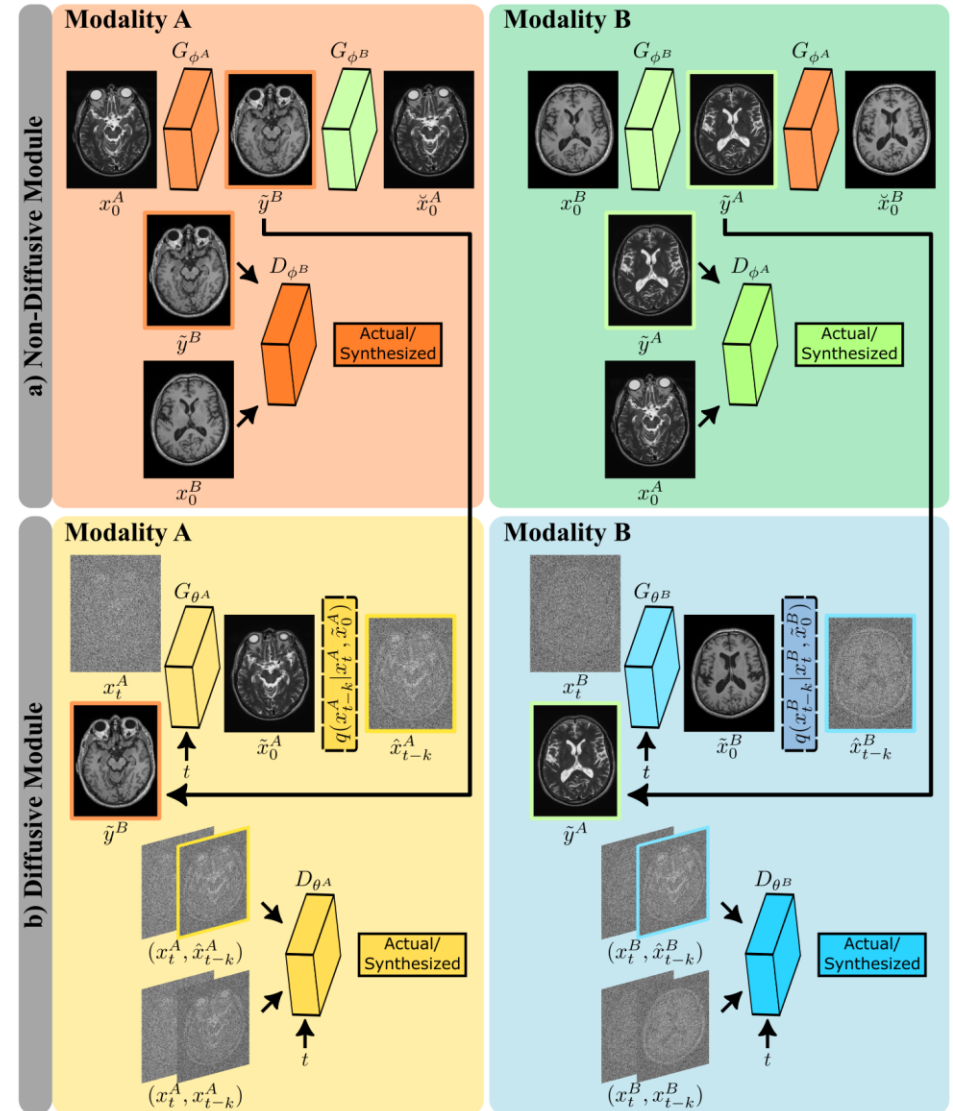 a) Non-Diffusive Module
Modality A
G_{ϕ^A}
G_{ϕ^B}
x_0^A
ỹ^B
x̆_0^A
D_{ϕ^B}
ỹ^B
Actual/
Synthesized
x_0^B
Modality B
G_{ϕ^B}
G_{ϕ^A}
x_0^B
ỹ^A
x̆_0^B
D_{ϕ^A}
ỹ^A
Actual/
Synthesized
x_0^A
b) Diffusive Module
Modality A
G_{θ^A}
x_t^A
q(x_{t-k}^A|x_t^A, x̃_0^A)
x̃_0^A
x̂_{t-k}^A
t
ỹ^B
D_{θ^A}
(x_t^A, x̂_{t-k}^A)
Actual/
Synthesized
t
(x_t^A, x_{t-k}^A)
Modality B
G_{θ^B}
x_t^B
q(x_{t-k}^B|x_t^B, x̃_0^B)
x̃_0^B
x̂_{t-k}^B
t
ỹ^A
D_{θ^B}
(x_t^B, x̂_{t-k}^B)
Actual/
Synthesized
t
(x_t^B, x_{t-k}^B)